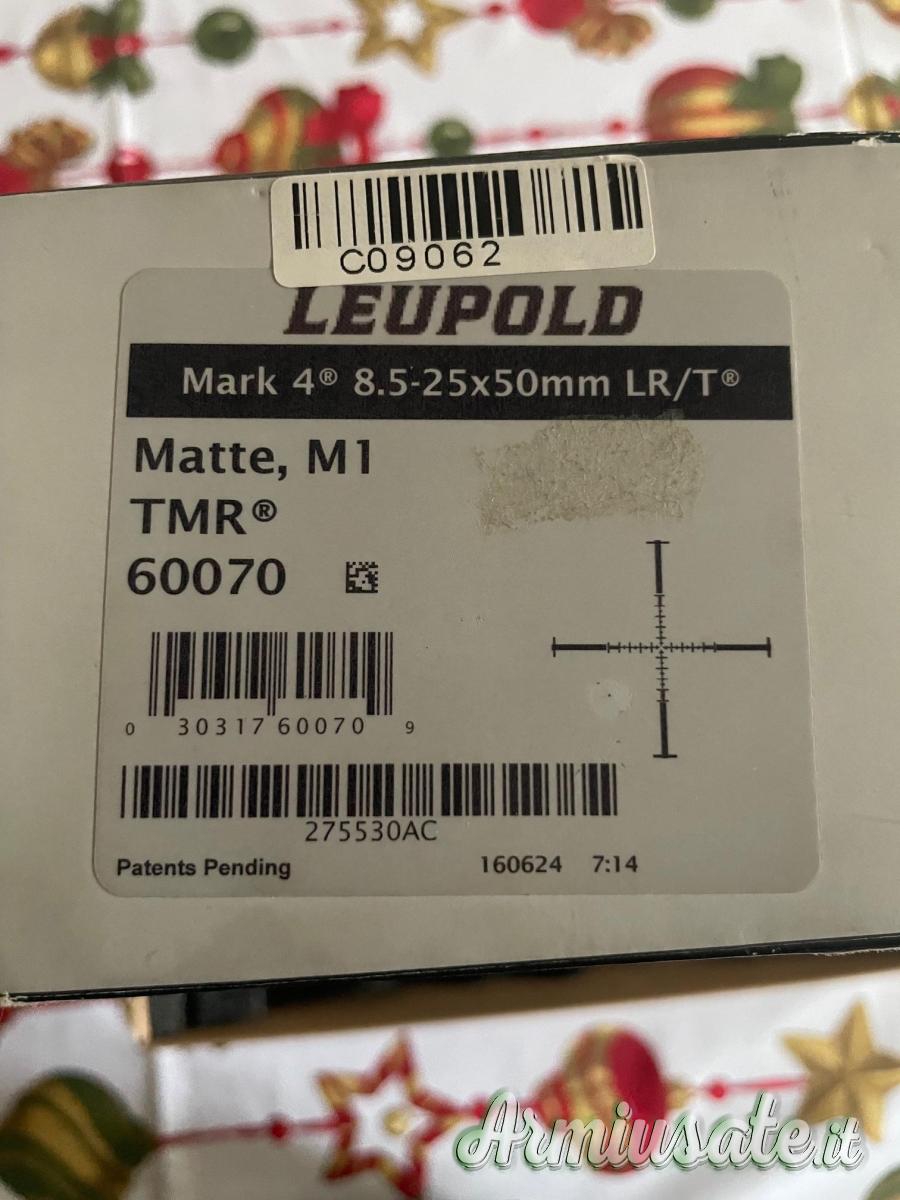 C09062
LEUPOLD
Mark 4® 8.5-25x50mm LR/T®
Matte, M1
TMR®
60070
0 30317 60070 9
275530AC
Patents Pending 160624 7:14
Armiusate.it